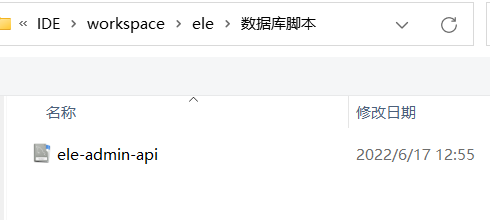 « IDE > workspace > ele > 数据库脚本
名称 修改日期
ele-admin-api 2022/6/17 12:55